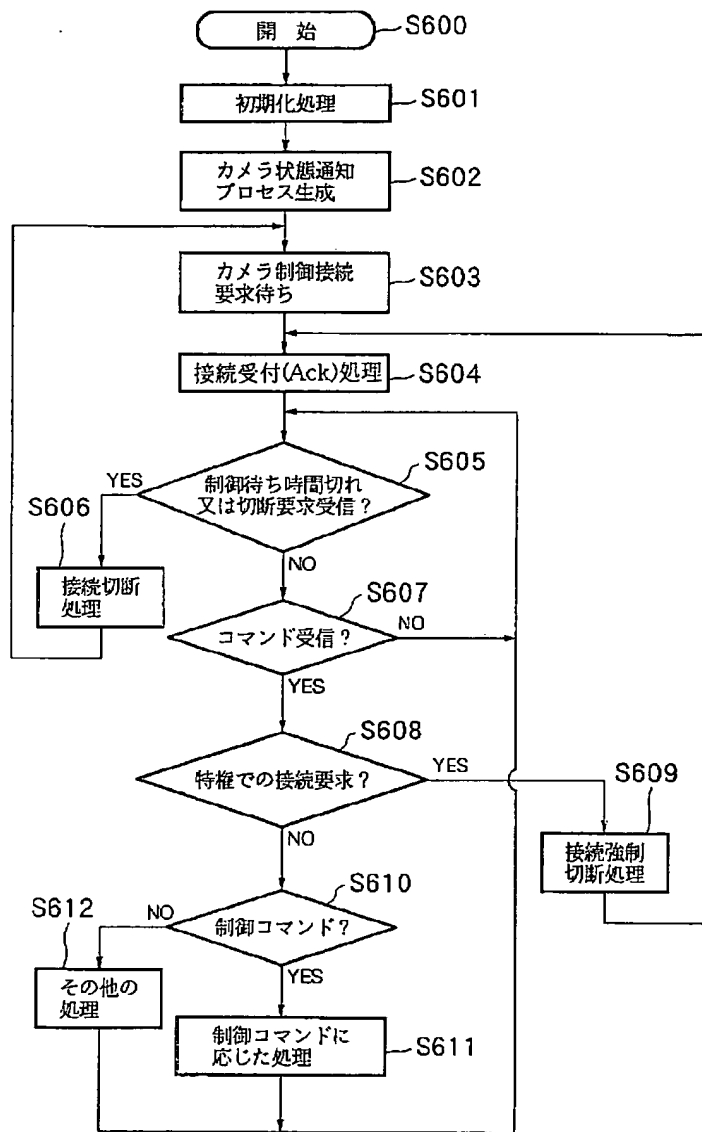 開 始
S600
初期化処理
S601
カメラ状態通知
プロセス生成
S602
カメラ制御接続
要求待ち
S603
接続受付(Ack)処理
S604
制御待ち時間切れ
又は切断要求受信？
S605
YES
NO
S606
接続切断
処理
コマンド受信？
S607
NO
YES
特権での接続要求？
S608
YES
NO
S609
接続強制
切断処理
制御コマンド？
S610
NO
YES
S612
その他の
処理
制御コマンドに
応じた処理
S611